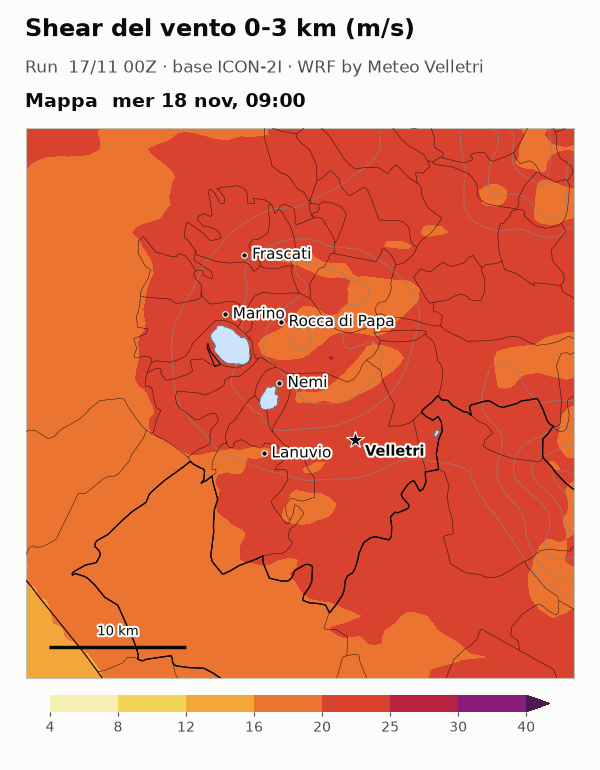 Shear del vento 0-3 km (m/s)
Run  17/11 00Z · base ICON-2I · WRF by Meteo Velletri
Mappa  mer 18 nov, 09:00
Frascati
Marino
Rocca di Papa
Nemi
Velletri
Lanuvio
10 km
4 8 12 16 20 25 30 40